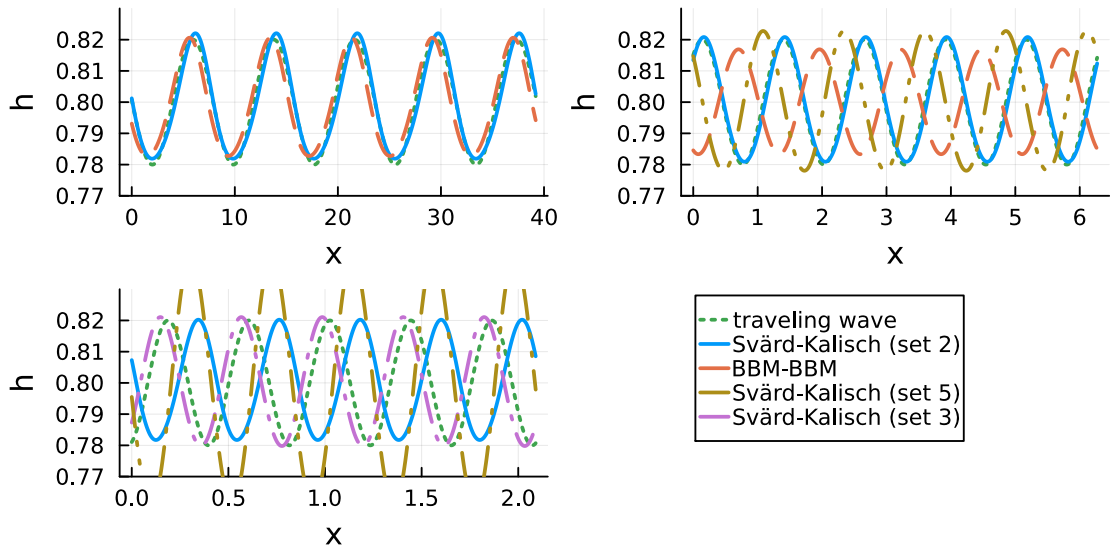 0.82
0.81
0.80
0.79
0.78
0.77
h
0 10 20 30 40
x
0.82
0.81
0.80
0.79
0.78
0.77
h
0 1 2 3 4 5 6
x
0.82
0.81
0.80
0.79
0.78
0.77
h
0.0 0.5 1.0 1.5 2.0
x
traveling wave
Svärd-Kalisch (set 2)
BBM-BBM
Svärd-Kalisch (set 5)
Svärd-Kalisch (set 3)